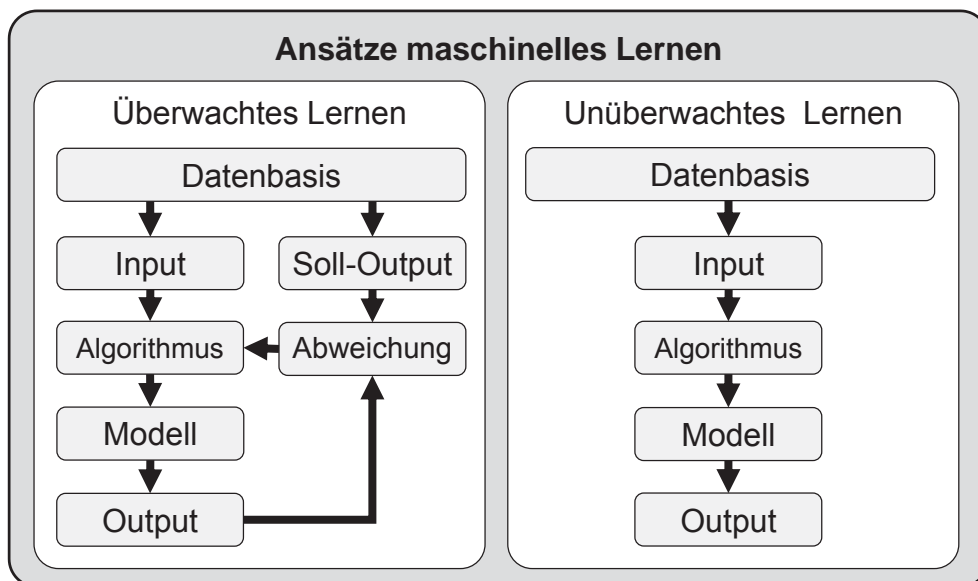 Ansätze maschinelles Lernen
Überwachtes Lernen
Datenbasis
Input
Soll-Output
Algorithmus
Abweichung
Modell
Output
Unüberwachtes Lernen
Datenbasis
Input
Algorithmus
Modell
Output